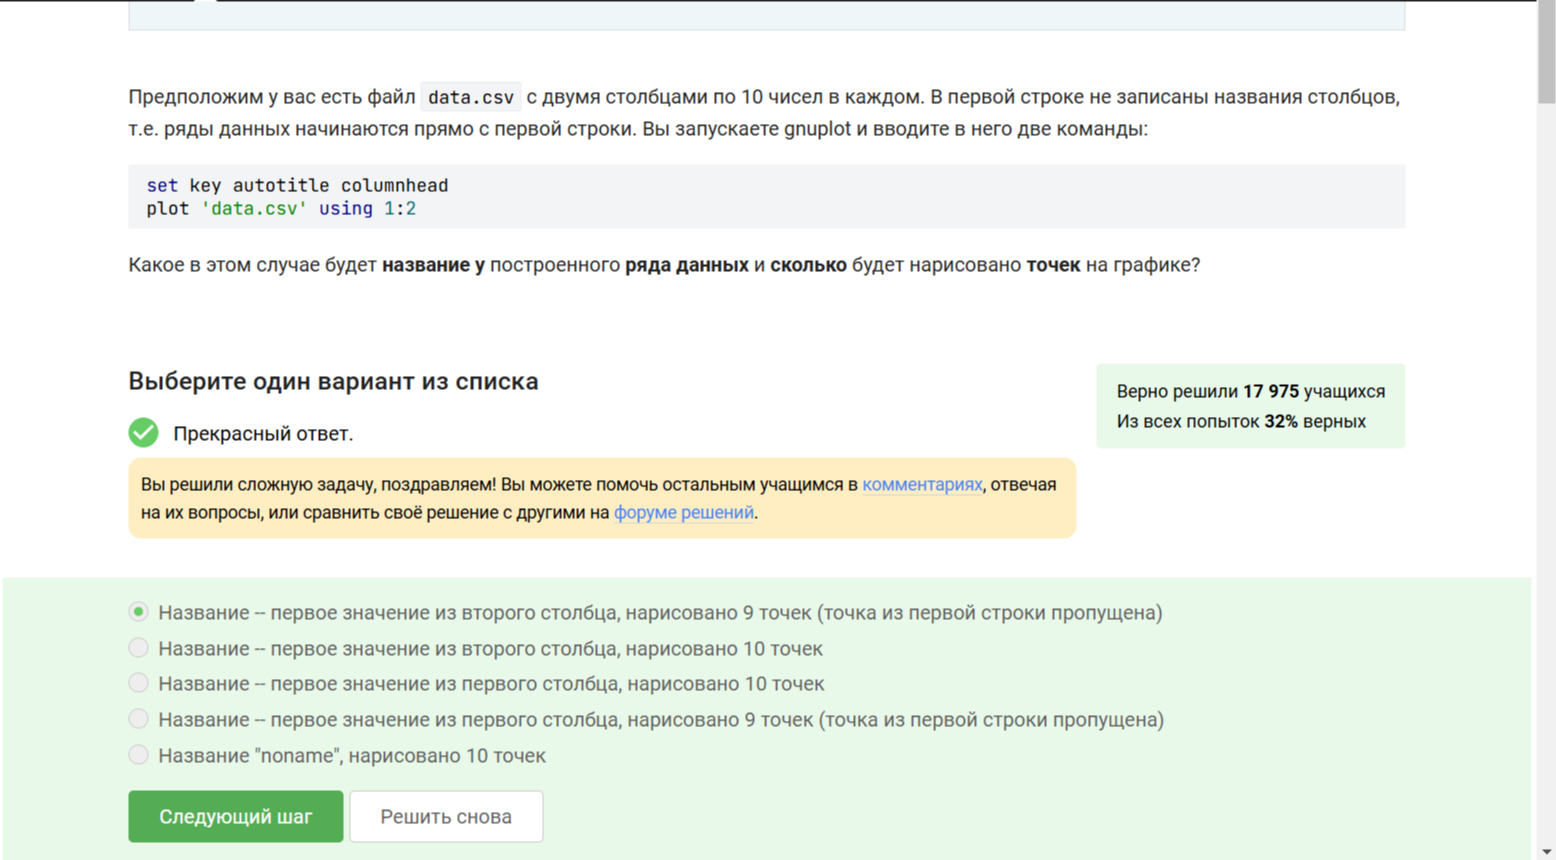 Предположим у вас есть файл data.csv с двумя столбцами по 10 чисел в каждом. В первой строке не записаны названия столбцов,
т.е. ряды данных начинаются прямо с первой строки. Вы запускаете gnuplot и вводите в него две команды:
set key autotitle columnhead
plot 'data.csv' using 1:2
Какое в этом случае будет название у построенного ряда данных и сколько будет нарисовано точек на графике?
Выберите один вариант из списка
Верно решили 17 975 учащихся
Из всех попыток 32% верных
Прекрасный ответ.
Вы решили сложную задачу, поздравляем! Вы можете помочь остальным учащимся в комментариях, отвечая
на их вопросы, или сравнить своё решение с другими на форуме решений.
Название -- первое значение из второго столбца, нарисовано 9 точек (точка из первой строки пропущена)
Название -- первое значение из второго столбца, нарисовано 10 точек
Название -- первое значение из первого столбца, нарисовано 10 точек
Название -- первое значение из первого столбца, нарисовано 9 точек (точка из первой строки пропущена)
Название "noname", нарисовано 10 точек
Следующий шаг
Решить снова